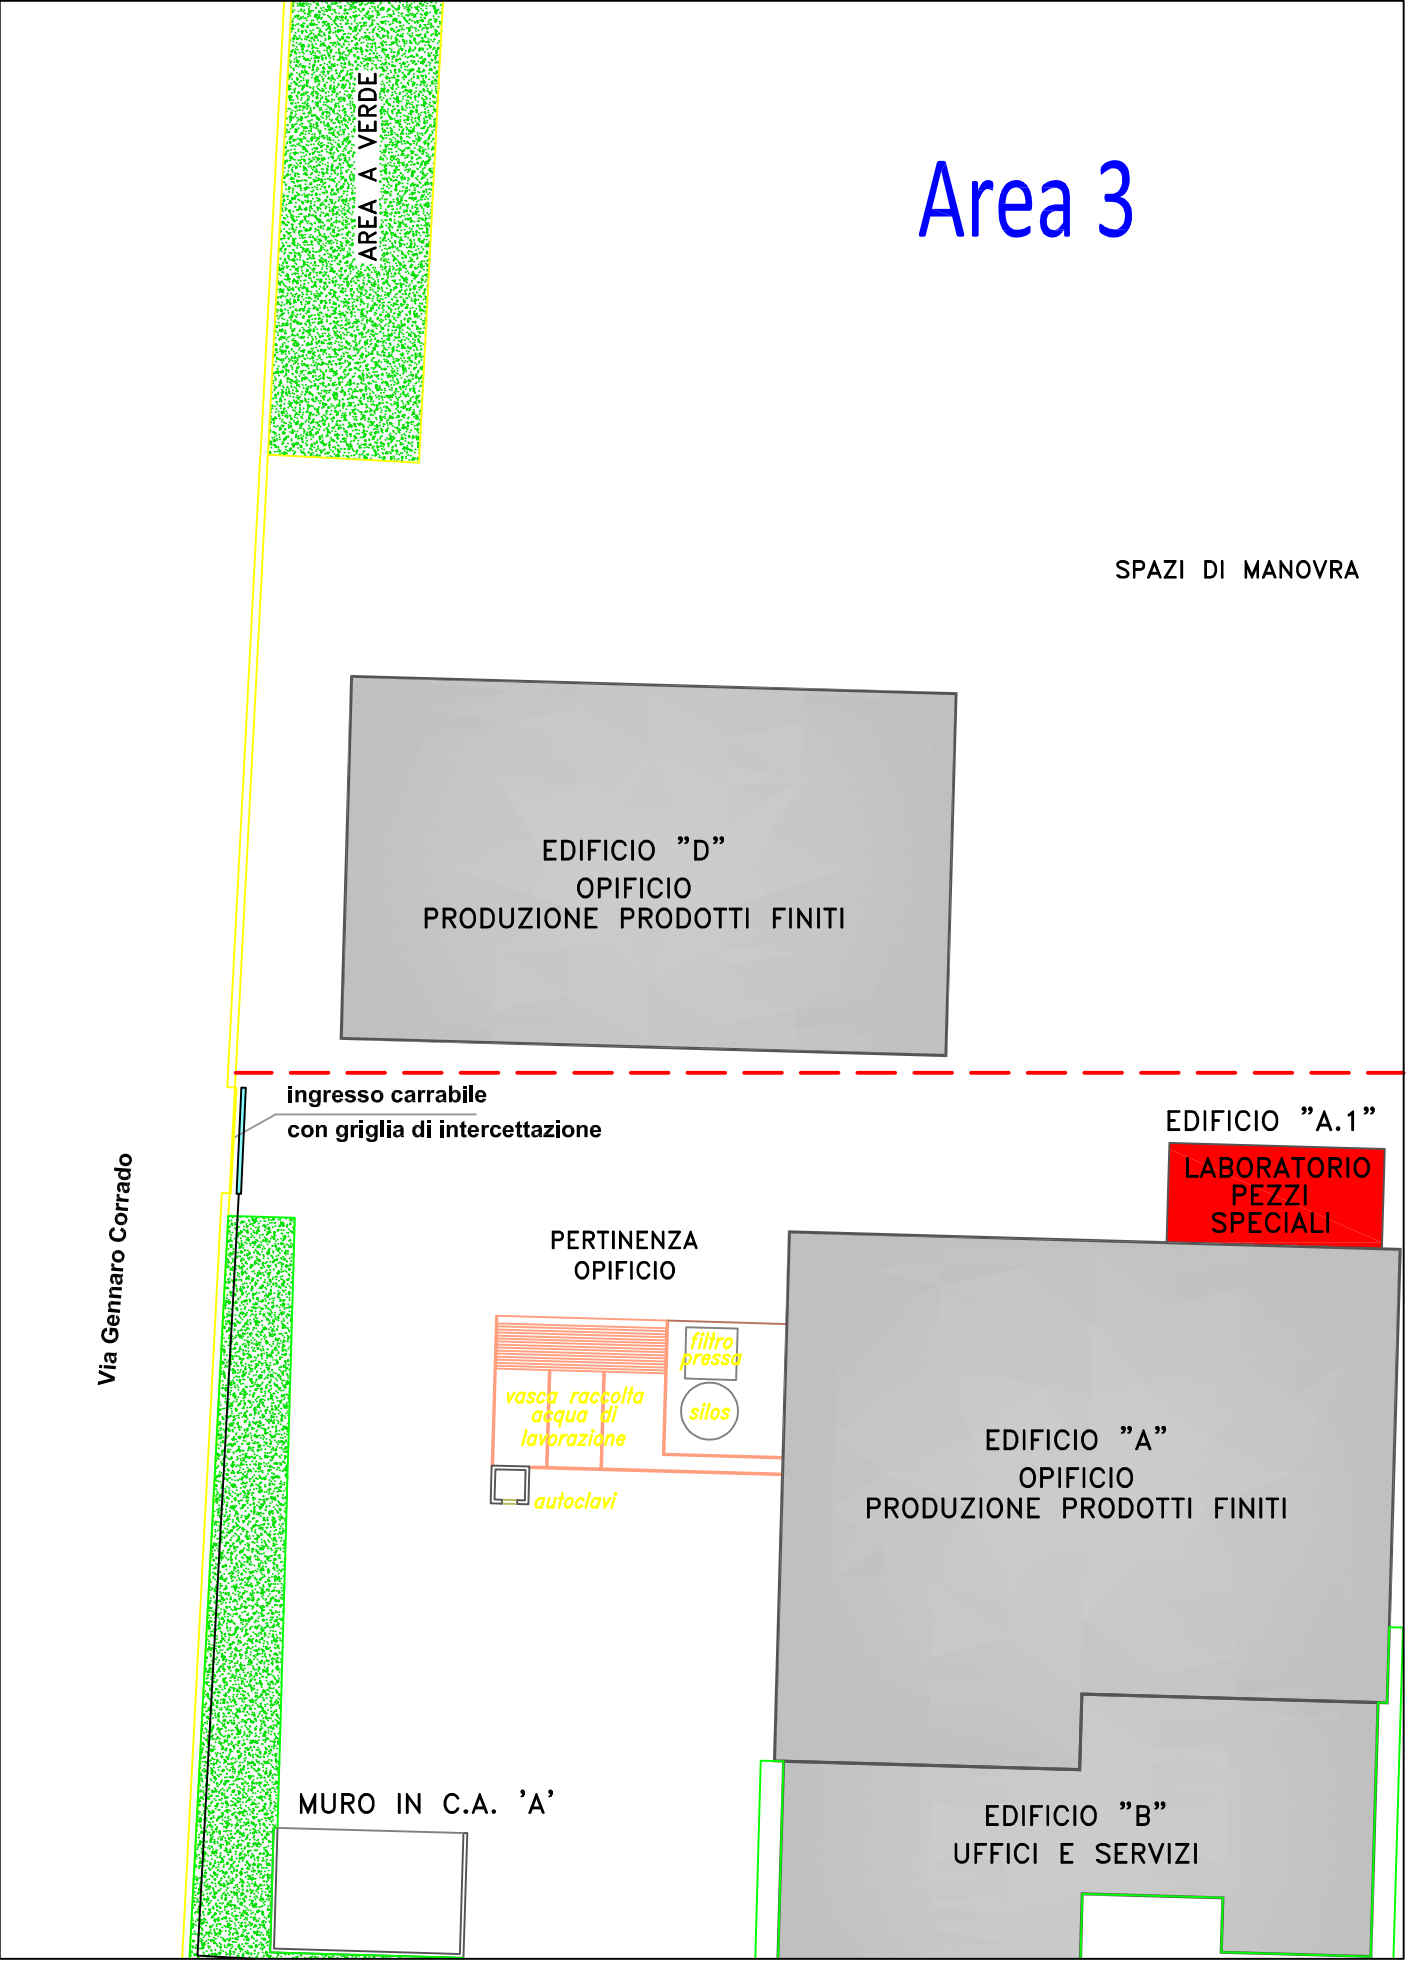 AREA A VERDE
Area 3
SPAZI DI MANOVRA
EDIFICIO "D"
OPIFICIO
PRODUZIONE PRODOTTI FINITI
ingresso carrabile
con griglia di intercettazione
EDIFICIO "A.1"
LABORATORIO
PEZZI
SPECIALI
Via Gennaro Corrado
PERTINENZA
OPIFICIO
filtro
pressa
vasca raccolta
acqua di
lavorazione
silos
autoclavi
EDIFICIO "A"
OPIFICIO
PRODUZIONE PRODOTTI FINITI
MURO IN C.A. 'A'
EDIFICIO "B"
UFFICI E SERVIZI